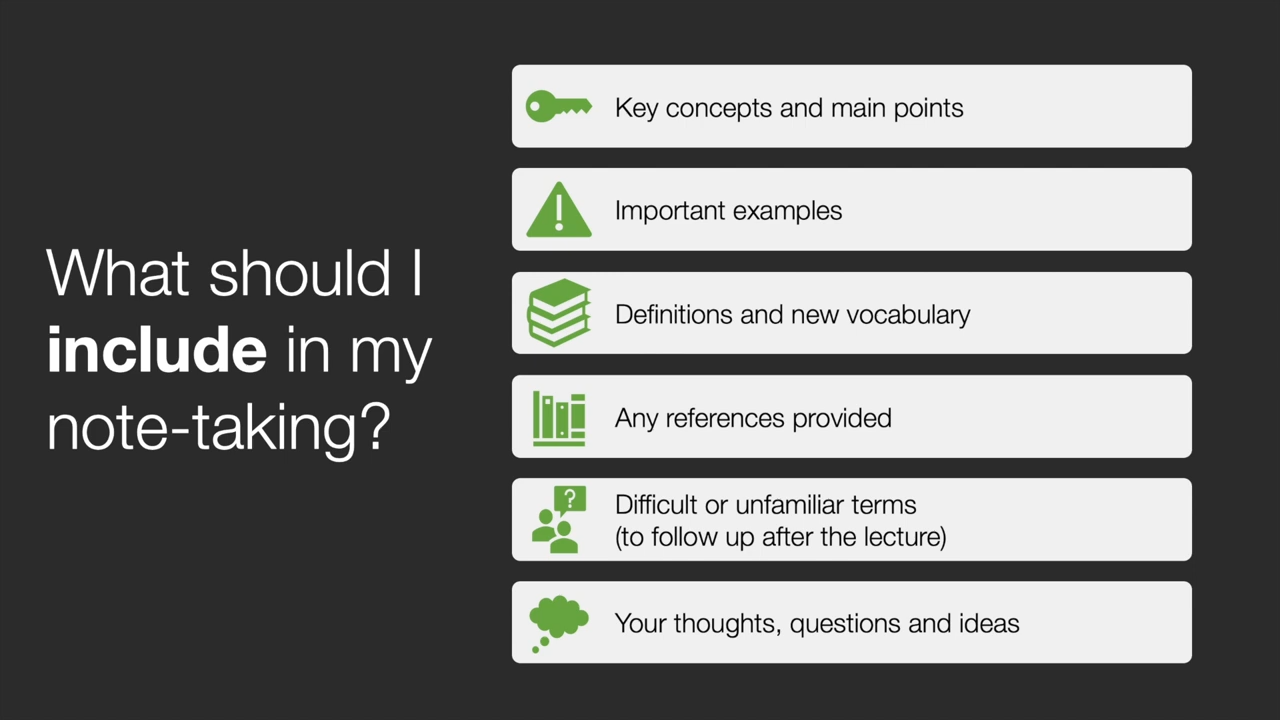 What should I
include in my
note-taking?
Key concepts and main points
Important examples
Definitions and new vocabulary
Any references provided
Difficult or unfamiliar terms
(to follow up after the lecture)
Your thoughts, questions and ideas